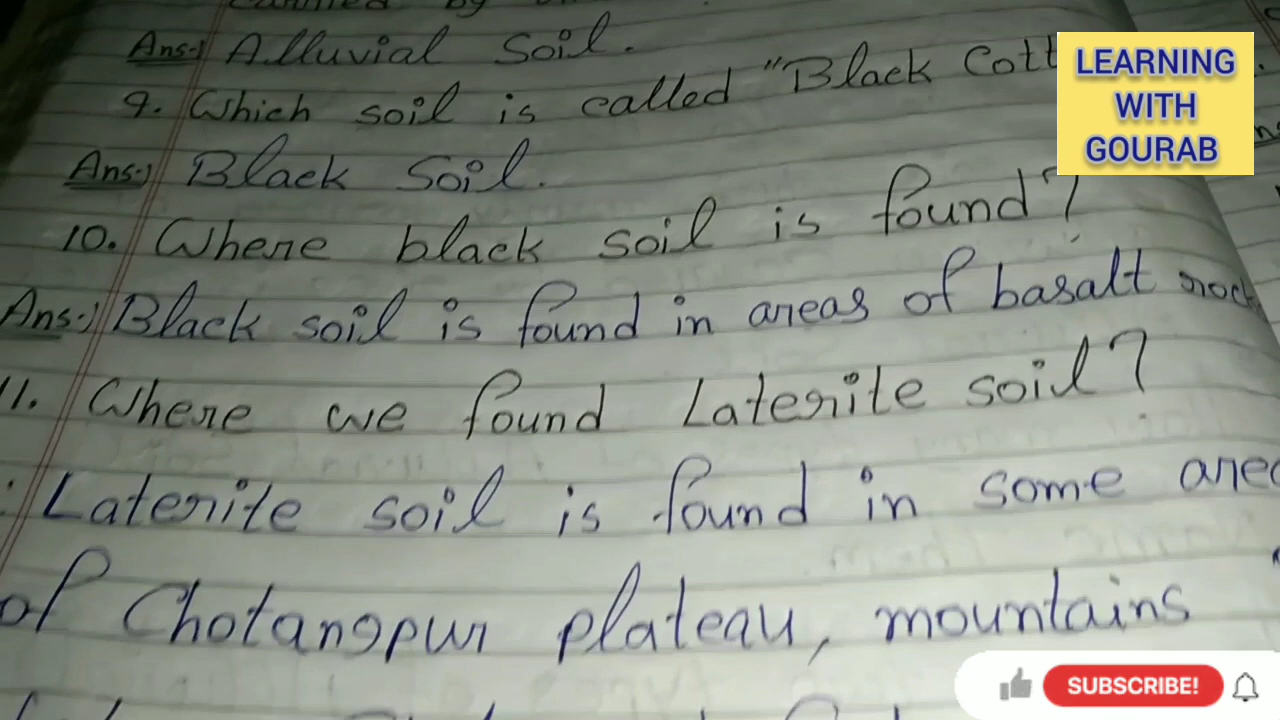 by
Ans:) Alluvial Soil.
9. Which soil is called "Black Cott
Ans:) Black Soil.
10. Where black soil is found?
Ans:) Black soil is found in areas of basalt rock
11. Where we found Laterite soil?
: Laterite soil is found in some area
of Chotangpur plateau, mountains
LEARNING
WITH
GOURAB
SUBSCRIBE!